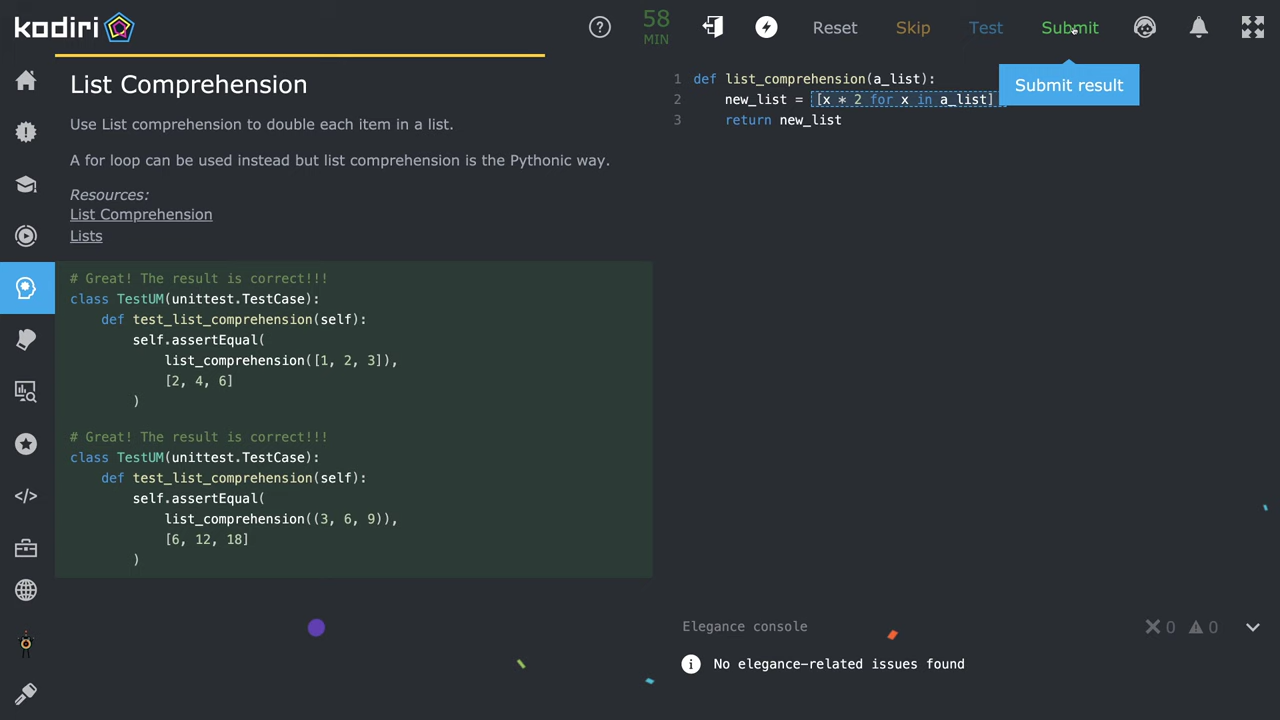 kodiri
58
MIN
Reset
Skip
Test
Submit
Submit result
List Comprehension
Use List comprehension to double each item in a list.
A for loop can be used instead but list comprehension is the Pythonic way.
Resources:
List Comprehension
Lists
# Great! The result is correct!!!
class TestUM(unittest.TestCase):
    def test_list_comprehension(self):
        self.assertEqual(
            list_comprehension([1, 2, 3]),
            [2, 4, 6]
        )
# Great! The result is correct!!!
class TestUM(unittest.TestCase):
    def test_list_comprehension(self):
        self.assertEqual(
            list_comprehension((3, 6, 9)),
            [6, 12, 18]
        )
1 def list_comprehension(a_list):
2     new_list = [x * 2 for x in a_list]
3     return new_list
Elegance console
0
0
No elegance-related issues found